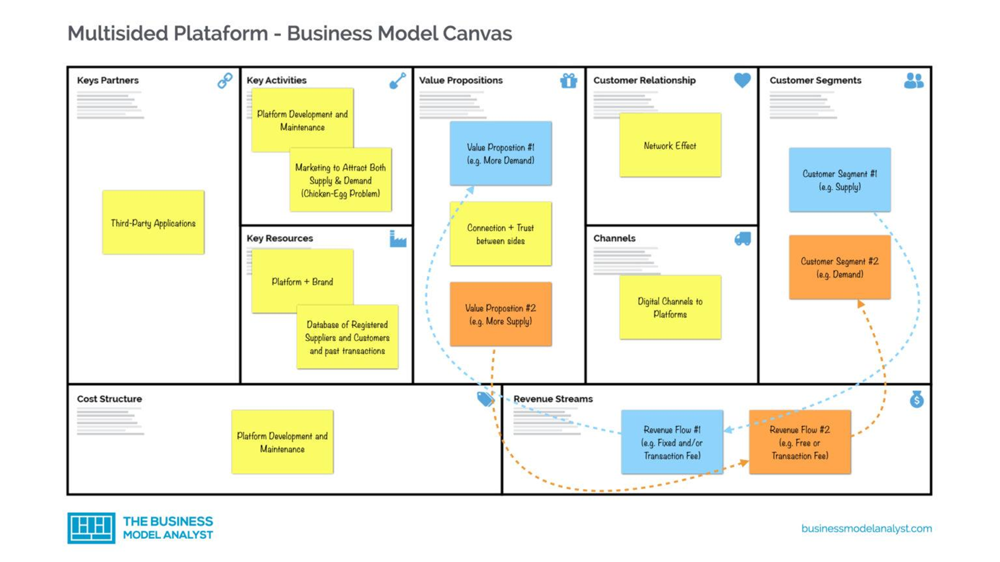 Multisided Plataform - Business Model Canvas
Keys Partners
Third-Party Applications
Key Activities
Platform Development and
Maintenance
Marketing to Attract Both
Supply & Demand
(Chicken-Egg Problem)
Key Resources
Platform + Brand
Database of Registered
Suppliers and Customers
and past transactions
Value Propositions
Value Propostion #1
(e.g. More Demand)
Connection + Trust
between sides
Value Propostion #2
(e.g. More Supply)
Customer Relationship
Network Effect
Channels
Digital Channels to
Platforms
Customer Segments
Customer Segment #1
(e.g. Supply)
Customer Segment #2
(e.g. Demand)
Cost Structure
Platform Development and
Maintenance
Revenue Streams
Revenue Flow #1
(e.g. Fixed and/or
Transaction Fee)
Revenue Flow #2
(e.g. Free or
Transaction Fee)
$
THE BUSINESS
MODEL ANALYST
businessmodelanalyst.com